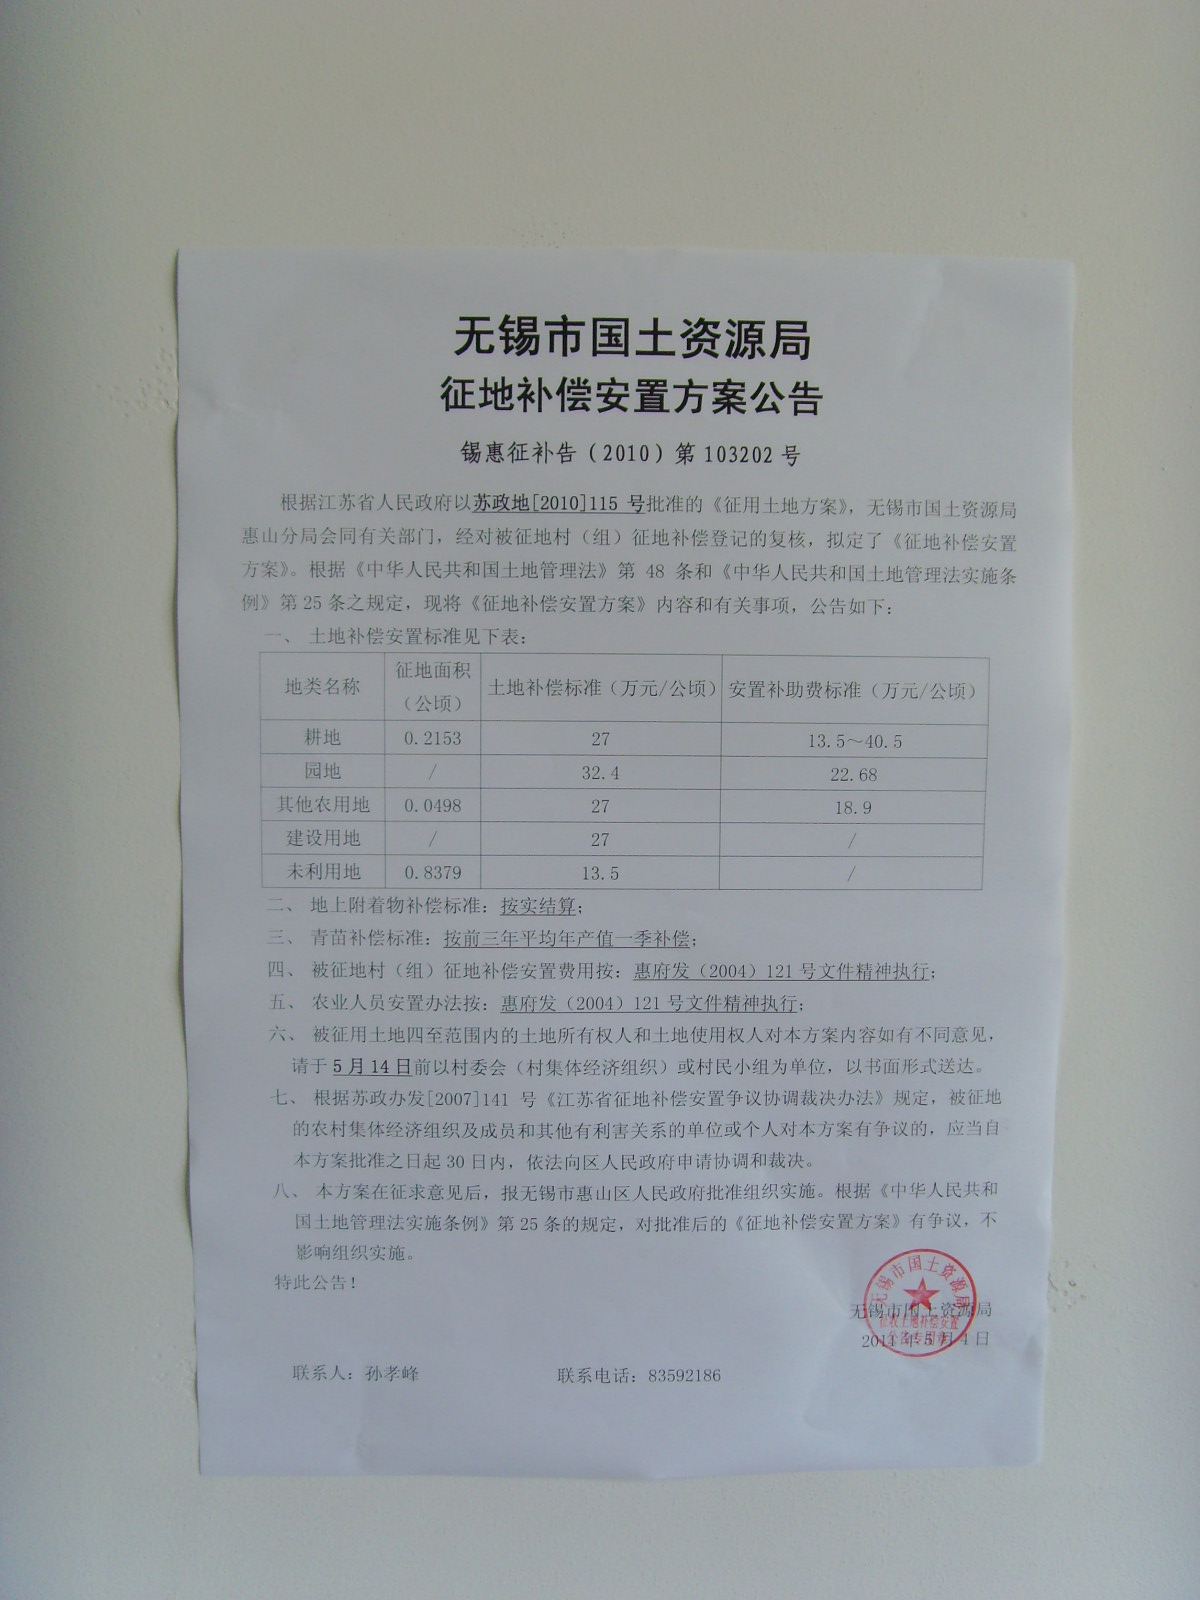 无锡市国土资源局
征地补偿安置方案公告
锡惠征补告（2010）第103202号
根据江苏省人民政府以苏政地[2010]115 号批准的《征用土地方案》，无锡市国土资源局
惠山分局会同有关部门，经对被征地村（组）征地补偿登记的复核，拟定了《征地补偿安置
方案》。根据《中华人民共和国土地管理法》第 48 条和《中华人民共和国土地管理法实施条
例》第 25 条之规定，现将《征地补偿安置方案》内容和有关事项，公告如下：
一、 土地补偿安置标准见下表：
地类名称 征地面积（公顷） 土地补偿标准（万元/公顷） 安置补助费标准（万元/公顷）
耕地 0.2153 27 13.5～40.5
园地 / 32.4 22.68
其他农用地 0.0498 27 18.9
建设用地 / 27 /
未利用地 0.8379 13.5 /
二、 地上附着物补偿标准：按实结算；
三、 青苗补偿标准：按前三年平均年产值一季补偿；
四、 被征地村（组）征地补偿安置费用按：惠府发（2004）121 号文件精神执行；
五、 农业人员安置办法按：惠府发（2004）121 号文件精神执行；
六、 被征用土地四至范围内的土地所有权人和土地使用权人对本方案内容如有不同意见，
请于 5 月 14 日前以村委会（村集体经济组织）或村民小组为单位，以书面形式送达。
七、 根据苏政办发[2007]141 号《江苏省征地补偿安置争议协调裁决办法》规定，被征地
的农村集体经济组织及成员和其他有利害关系的单位或个人对本方案有争议的，应当自
本方案批准之日起 30 日内，依法向区人民政府申请协调和裁决。
八、 本方案在征求意见后，报无锡市惠山区人民政府批准组织实施。根据《中华人民共和
国土地管理法实施条例》第 25 条的规定，对批准后的《征地补偿安置方案》有争议，不
影响组织实施。
特此公告！
无锡市国土资源局
无锡市国土资源局
2011 年 5 月 4 日
联系人：孙孝峰 联系电话：83592186